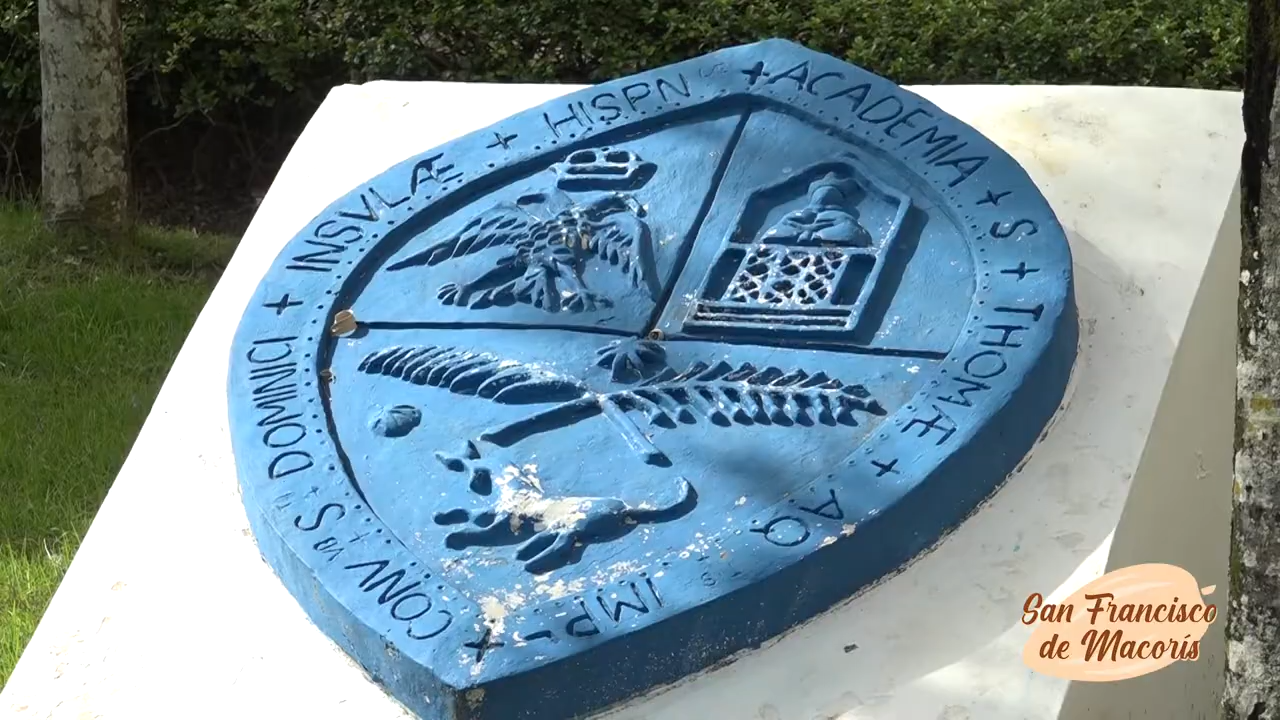 + ACADEMIA + S + THOMÆ + AQ
IMP-
+ CONV S DOMINICI + INSVLÆ + HISPN
San Francisco
de Macorís